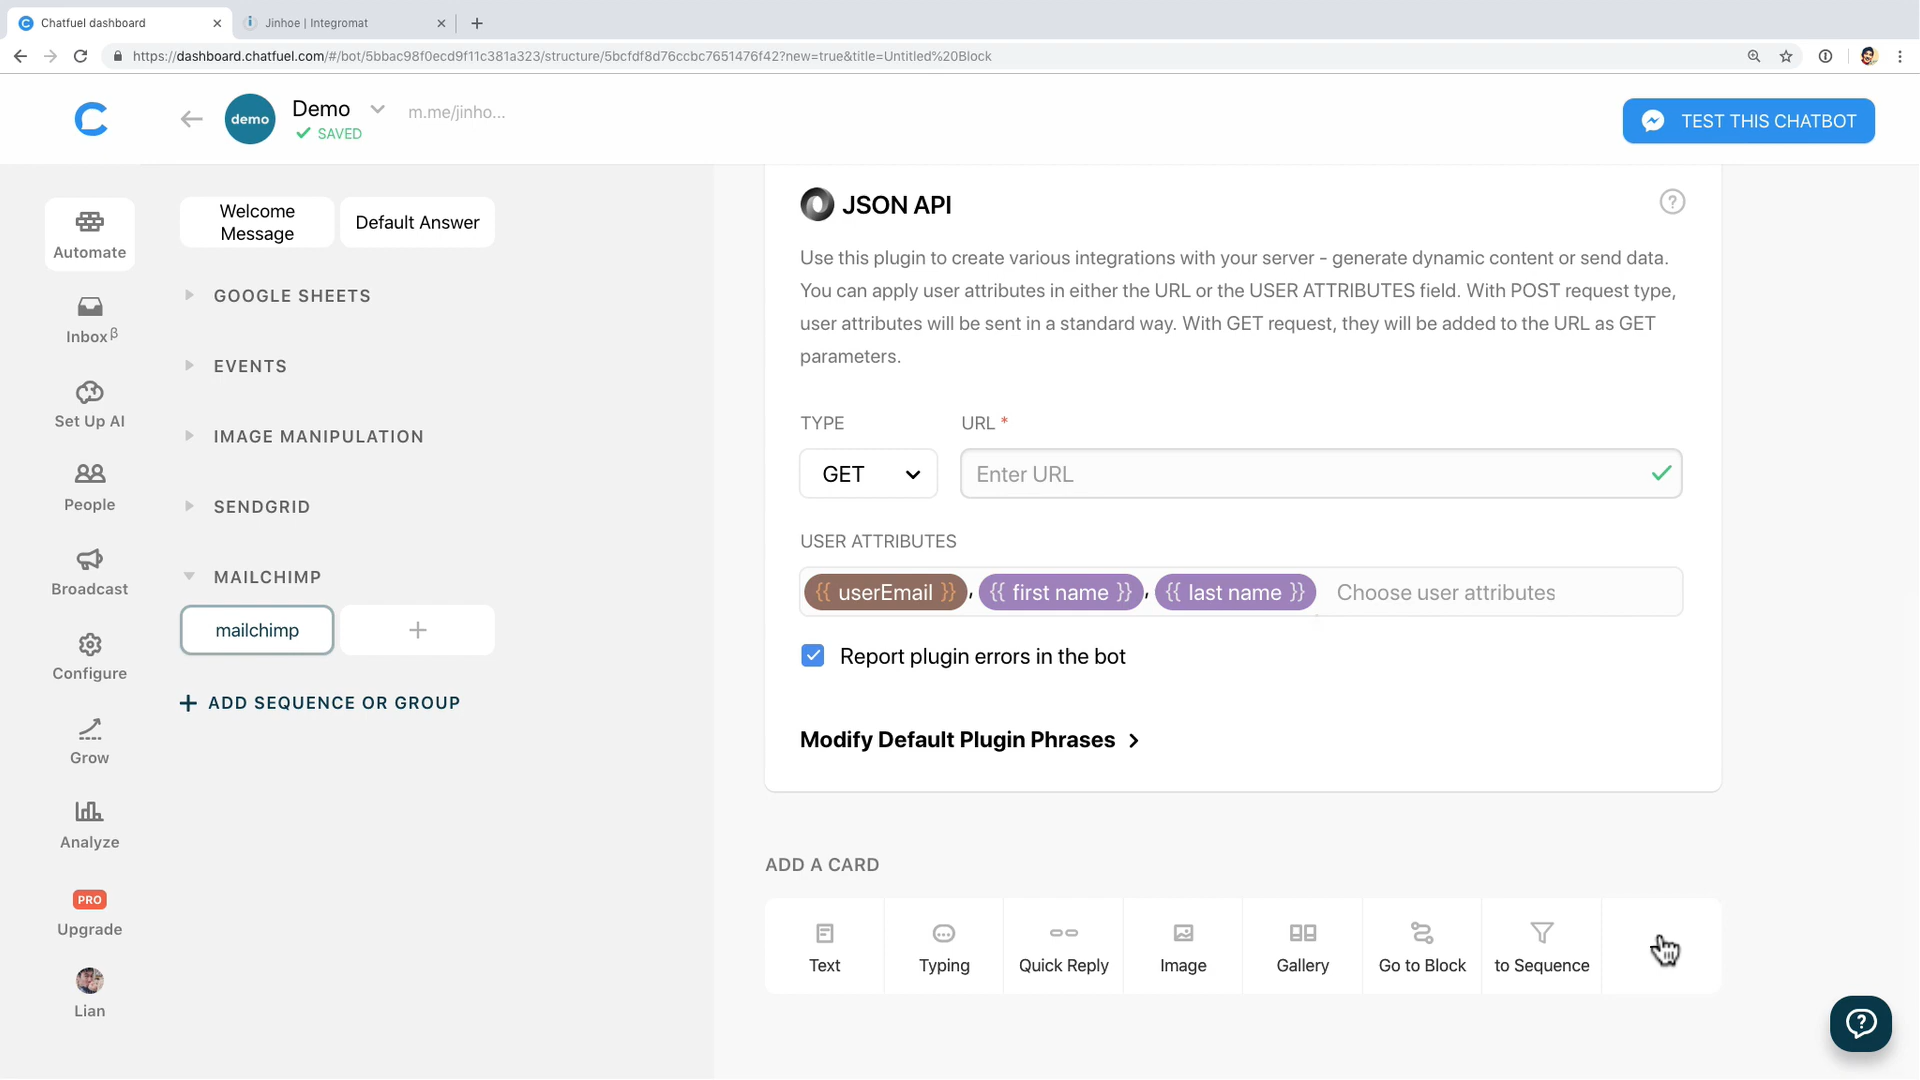 Chatfuel dashboard
Jinhoe | Integromat
https://dashboard.chatfuel.com/#/bot/5bbac98f0ecd9f11c381a323/structure/5bcfdf8d76ccbc7651476f42?new=true&title=Untitled%20Block
demo
Demo
m.me/jinho...
SAVED
TEST THIS CHATBOT
Automate
Inbox β
Set Up AI
People
Broadcast
Configure
Grow
Analyze
PRO
Upgrade
Lian
Welcome
Message
Default Answer
GOOGLE SHEETS
EVENTS
IMAGE MANIPULATION
SENDGRID
MAILCHIMP
mailchimp
+
+ ADD SEQUENCE OR GROUP
JSON API
?
Use this plugin to create various integrations with your server - generate dynamic content or send data.
You can apply user attributes in either the URL or the USER ATTRIBUTES field. With POST request type,
user attributes will be sent in a standard way. With GET request, they will be added to the URL as GET
parameters.
TYPE
URL *
GET
Enter URL
USER ATTRIBUTES
{{ userEmail }}, {{ first name }}, {{ last name }} Choose user attributes
Report plugin errors in the bot
Modify Default Plugin Phrases
ADD A CARD
Text
Typing
Quick Reply
Image
Gallery
Go to Block
to Sequence
?